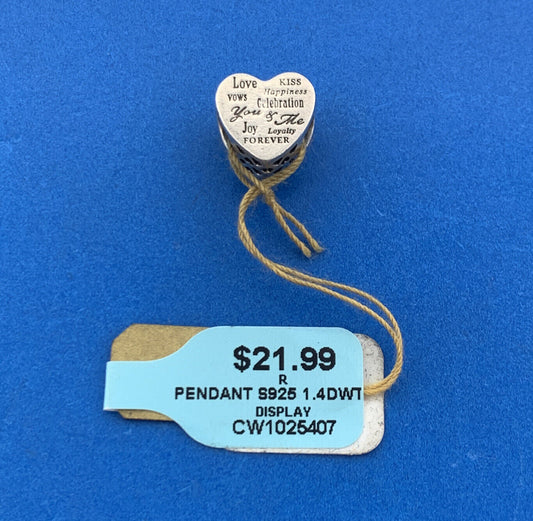 Love KISS
Happiness
vows Celebration
You & Me
Joy Loyalty
FOREVER
$21.99
R
PENDANT S925 1.4DWT
DISPLAY
CW1025407